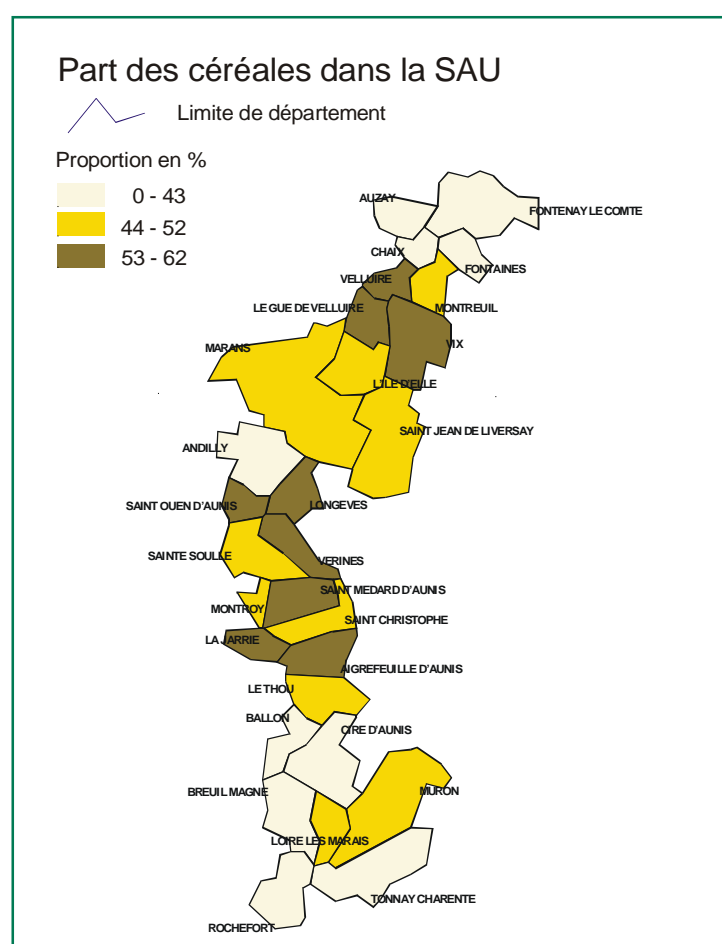 Part des céréales dans la SAU
Limite de département
Proportion en %
0 - 43
44 - 52
53 - 62
AUZAY
FONTENAY LE COMTE
CHAIX
FONTAINES
VELLUIRE
LE GUE DE VELLUIRE
MONTREUIL
VIX
MARANS
L'ILE D'ELLE
SAINT JEAN DE LIVERSAY
ANDILLY
SAINT OUEN D'AUNIS
LONGEVES
SAINTE SOULLE
VERINES
SAINT MEDARD D'AUNIS
MONTROY
SAINT CHRISTOPHE
LA JARRIE
AIGREFEUILLE D'AUNIS
LE THOU
BALLON
CIRE D'AUNIS
BREUIL MAGNE
MURON
LOIRE LES MARAIS
TONNAY CHARENTE
ROCHEFORT